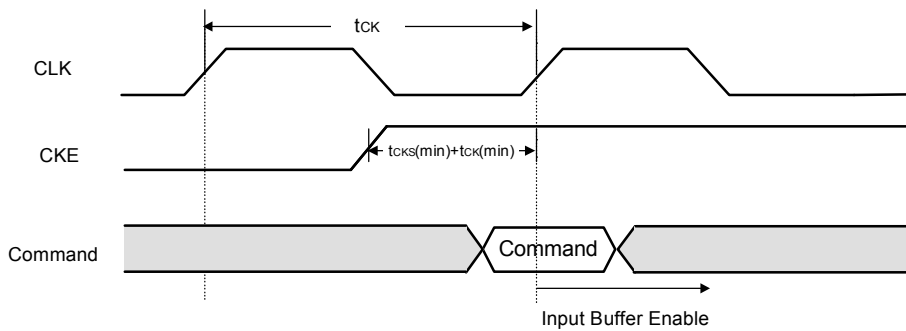 tCK
CLK
CKE
tCKS(min)+tCK(min)
Command
Command
Input Buffer Enable